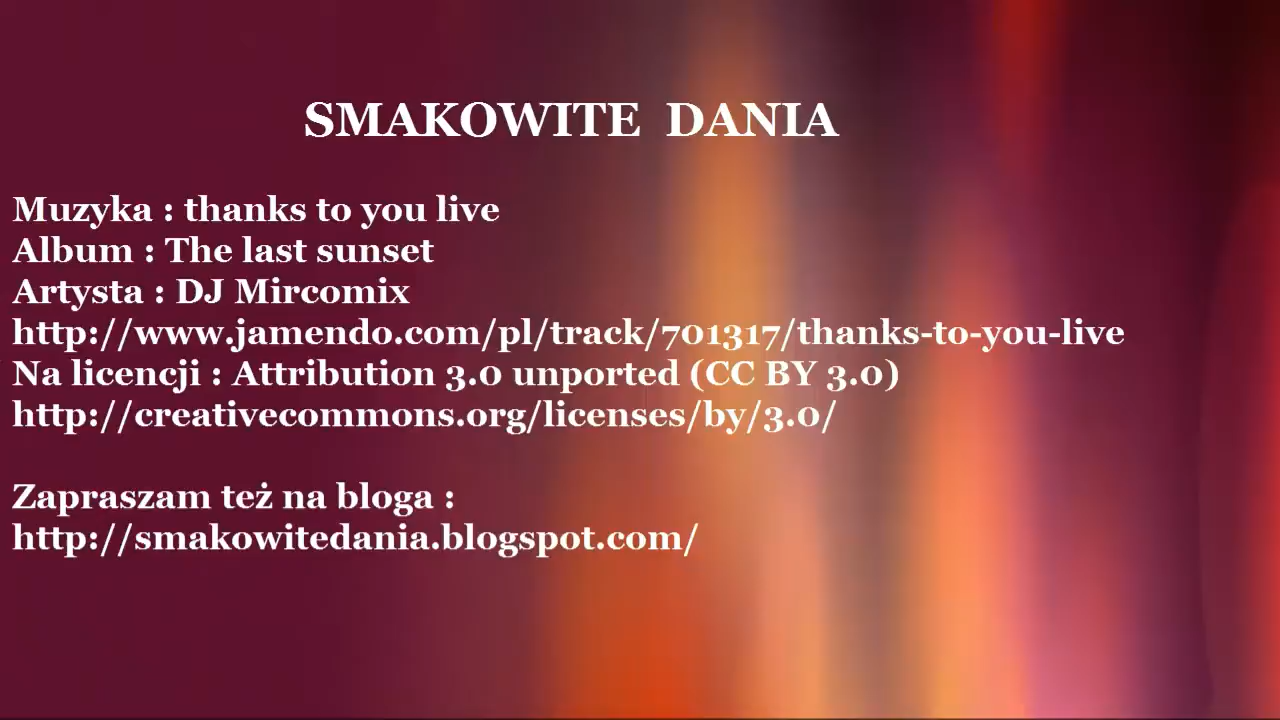 SMAKOWITE DANIA
Muzyka : thanks to you live
Album : The last sunset
Artysta : DJ Mircomix
http://www.jamendo.com/pl/track/701317/thanks-to-you-live
Na licencji : Attribution 3.0 unported (CC BY 3.0)
http://creativecommons.org/licenses/by/3.0/
Zapraszam też na bloga :
http://smakowitedania.blogspot.com/